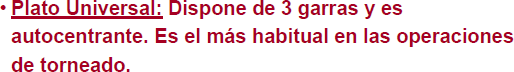 • Plato Universal: Dispone de 3 garras y es
autocentrante. Es el más habitual en las operaciones
de torneado.